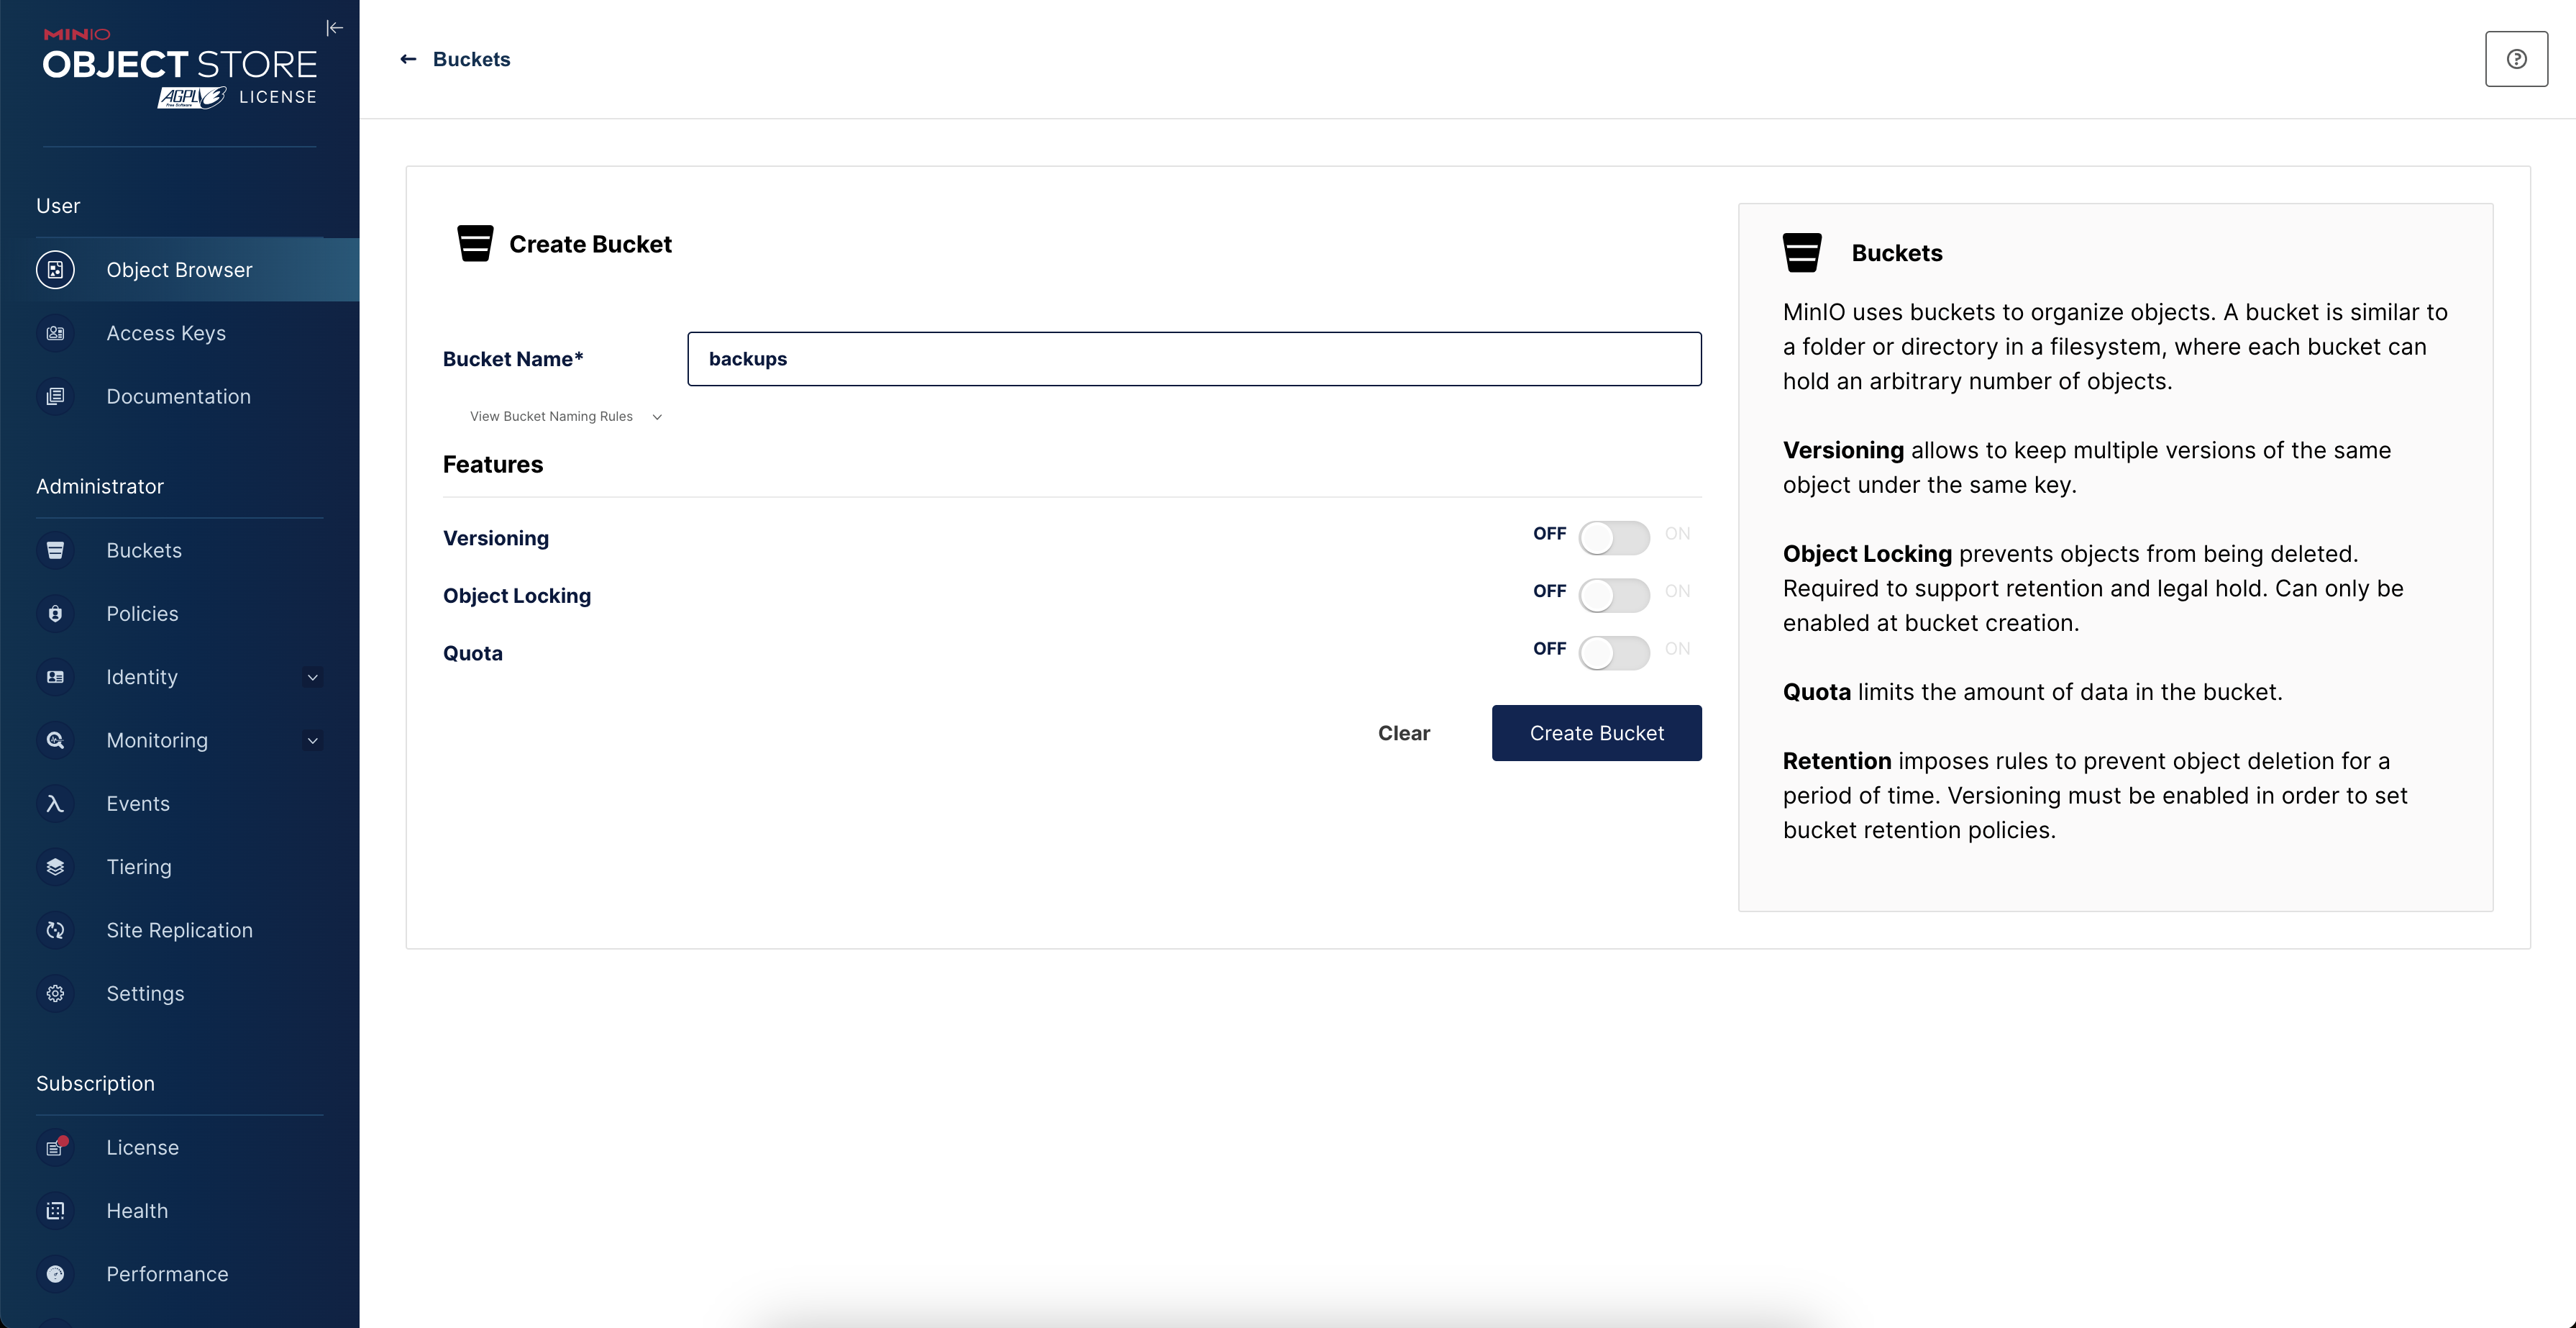 MINIO
OBJECT STORE
AGPL v3 LICENSE
User
Object Browser
Access Keys
Documentation
Administrator
Buckets
Policies
Identity
Monitoring
Events
Tiering
Site Replication
Settings
Subscription
License
Health
Performance
Buckets
Create Bucket
Bucket Name*
backups
View Bucket Naming Rules
Features
Versioning
OFF ON
Object Locking
OFF ON
Quota
OFF ON
Clear
Create Bucket
Buckets
MinIO uses buckets to organize objects. A bucket is similar to
a folder or directory in a filesystem, where each bucket can
hold an arbitrary number of objects.
Versioning allows to keep multiple versions of the same
object under the same key.
Object Locking prevents objects from being deleted.
Required to support retention and legal hold. Can only be
enabled at bucket creation.
Quota limits the amount of data in the bucket.
Retention imposes rules to prevent object deletion for a
period of time. Versioning must be enabled in order to set
bucket retention policies.